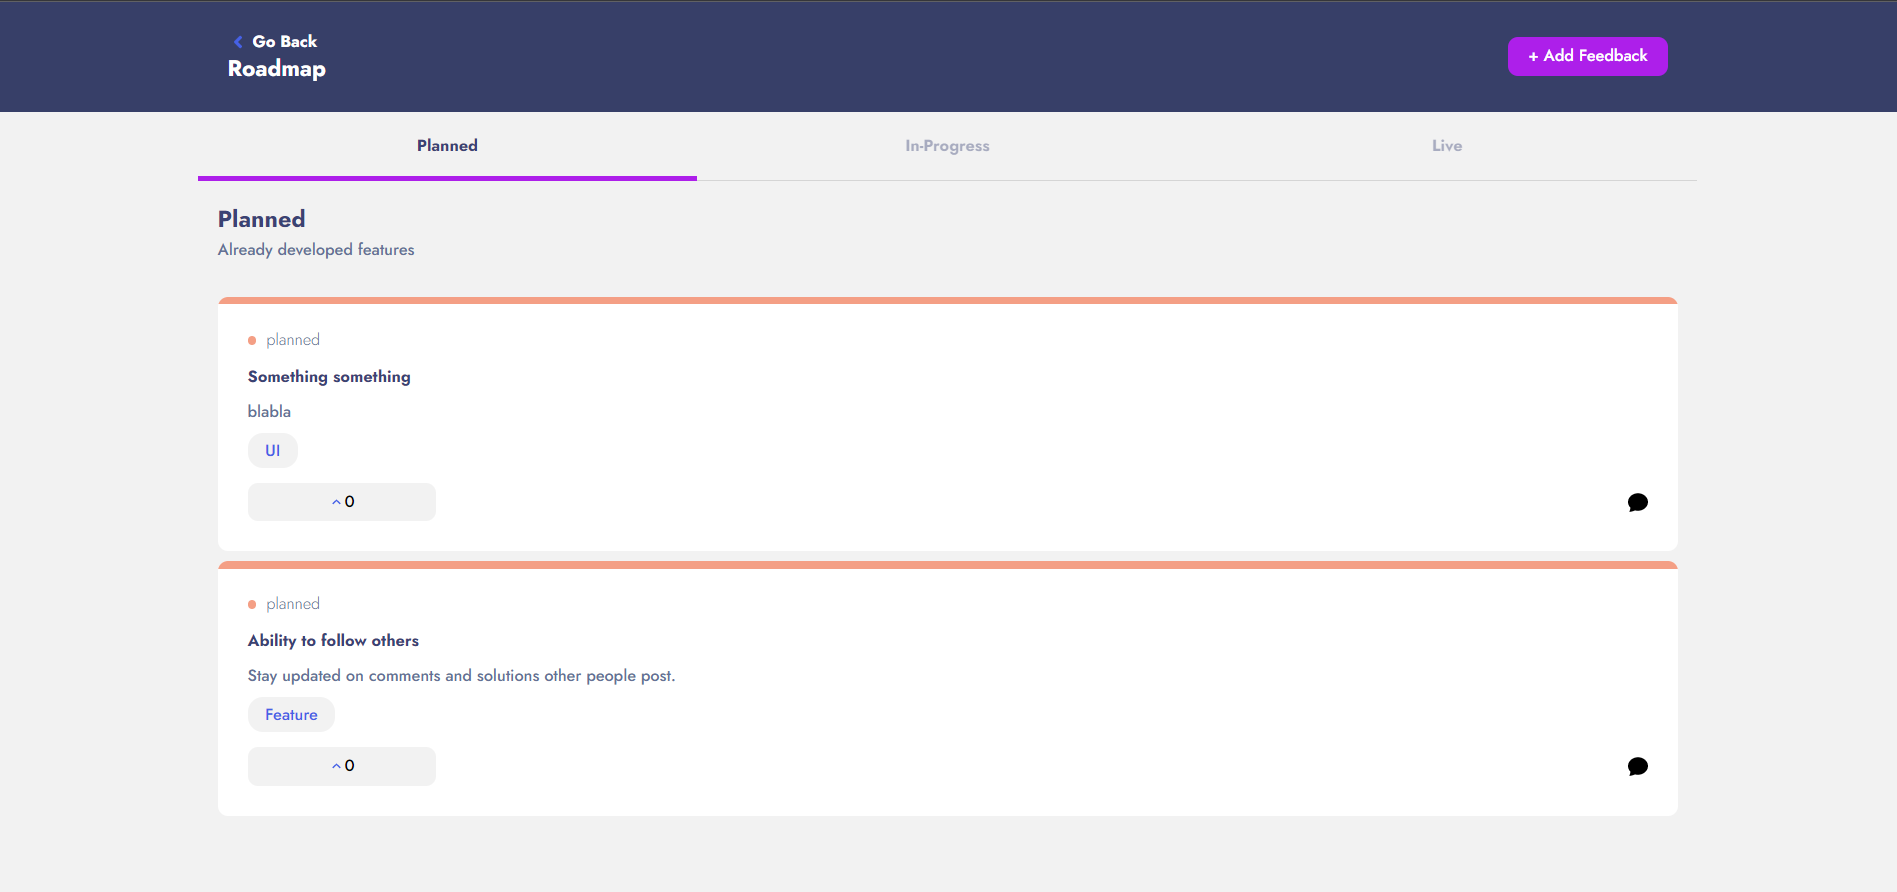 Go Back
Roadmap
+ Add Feedback
Planned
In-Progress
Live
Planned
Already developed features
planned
Something something
blabla
UI
0
planned
Ability to follow others
Stay updated on comments and solutions other people post.
Feature
0